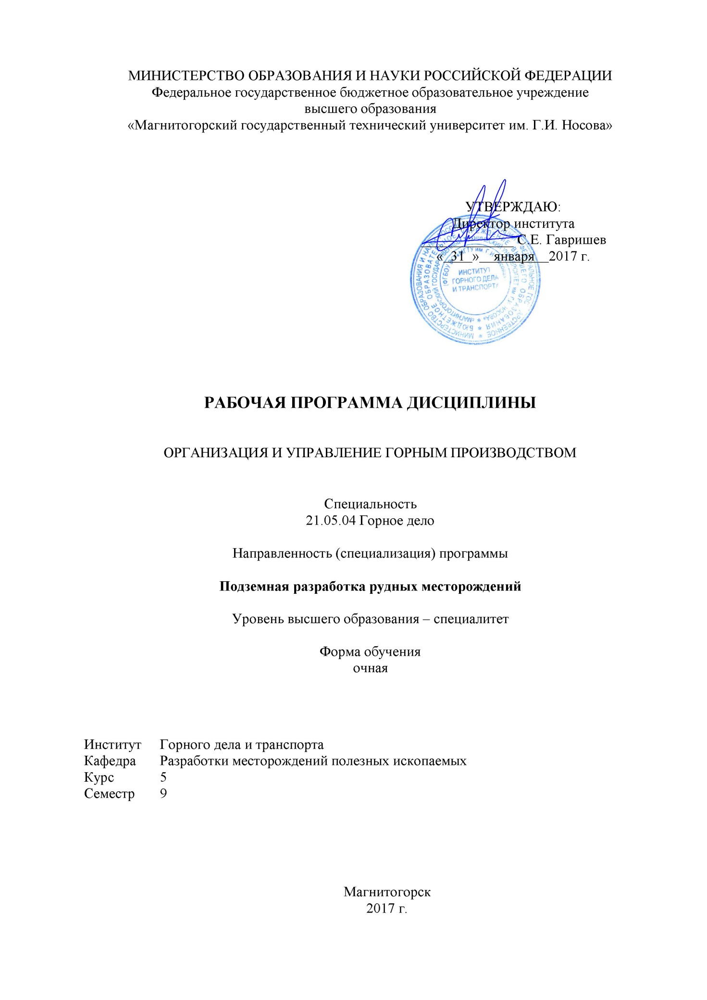 МИНИСТЕРСТВО ОБРАЗОВАНИЯ И НАУКИ РОССИЙСКОЙ ФЕДЕРАЦИИ
Федеральное государственное бюджетное образовательное учреждение
высшего образования
«Магнитогорский государственный технический университет им. Г.И. Носова»
УТВЕРЖДАЮ:
Директор института
С.Е. Гавришев
« 31 » января 2017 г.
ИНСТИТУТ
ГОРНОГО ДЕЛА
И ТРАНСПОРТА
РАБОЧАЯ ПРОГРАММА ДИСЦИПЛИНЫ
ОРГАНИЗАЦИЯ И УПРАВЛЕНИЕ ГОРНЫМ ПРОИЗВОДСТВОМ
Специальность
21.05.04 Горное дело
Направленность (специализация) программы
Подземная разработка рудных месторождений
Уровень высшего образования – специалитет
Форма обучения
очная
Институт Горного дела и транспорта
Кафедра Разработки месторождений полезных ископаемых
Курс 5
Семестр 9
Магнитогорск
2017 г.